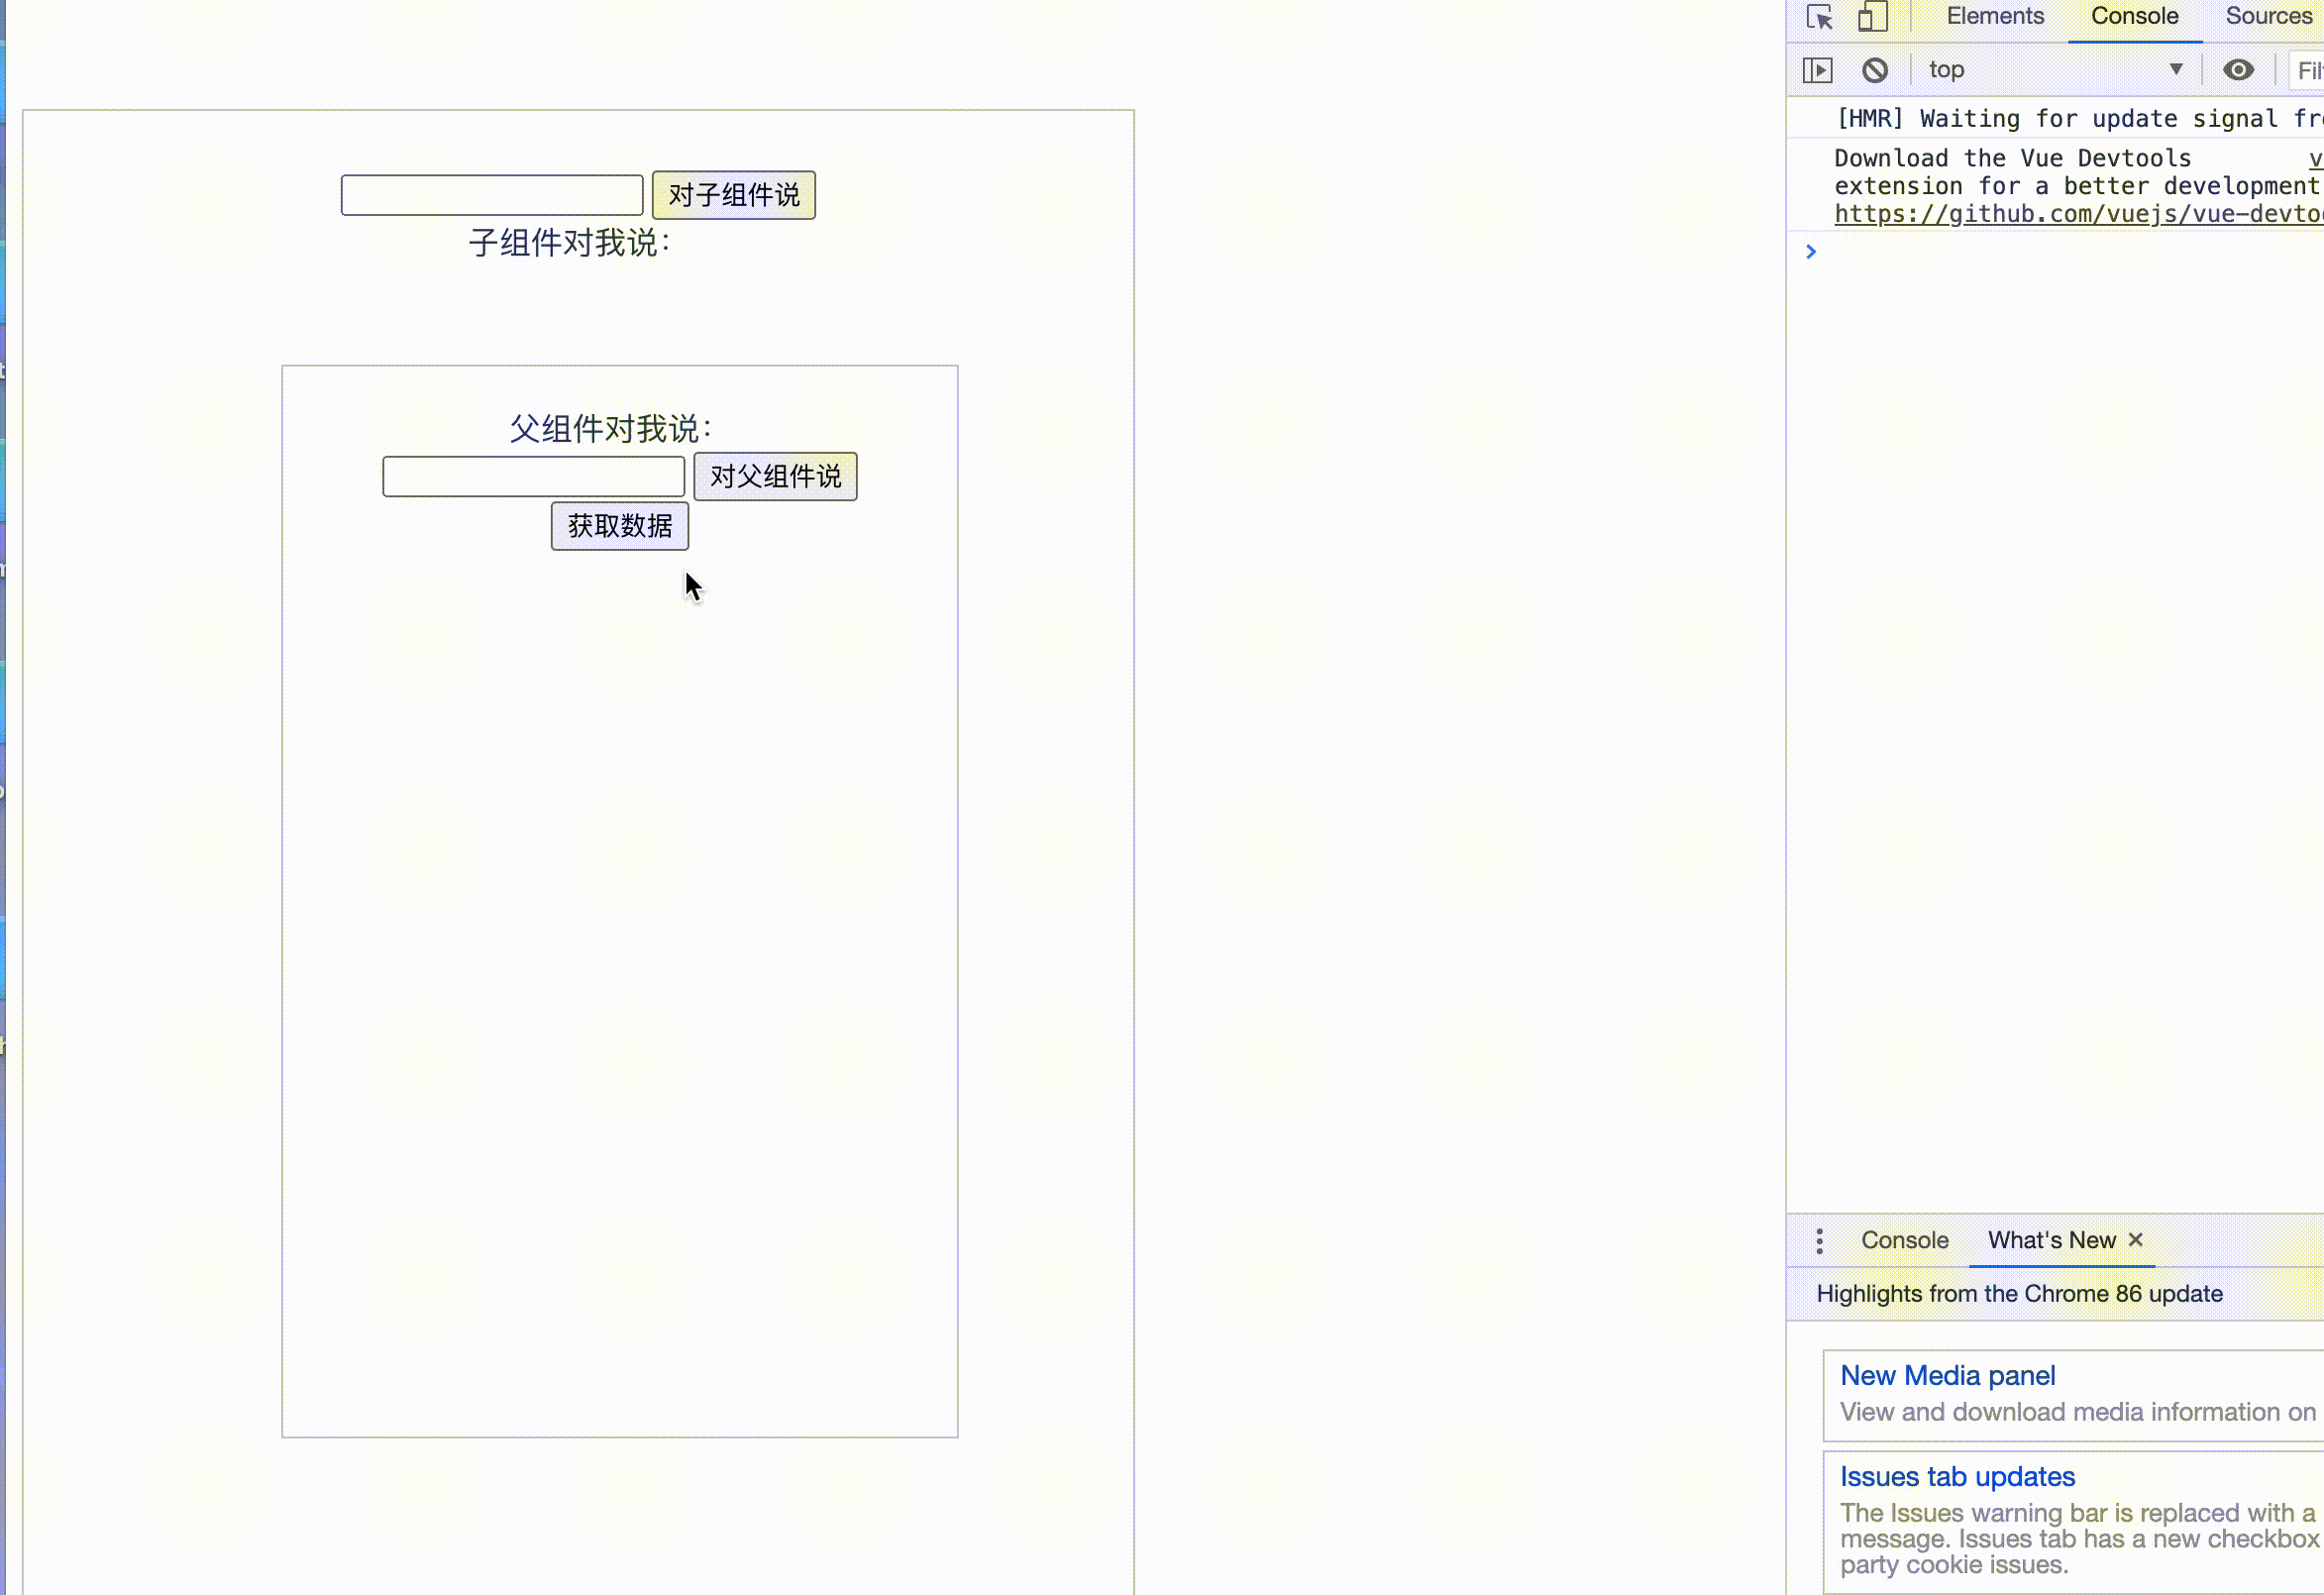 对子组件说
子组件对我说：
父组件对我说：
对父组件说
获取数据
Elements Console Sources
top
[HMR] Waiting for update signal
Download the Vue Devtools
extension for a better development
https://github.com/vuejs/vue-devto
Console What's New ×
Highlights from the Chrome 86 update
New Media panel
View and download media information on
Issues tab updates
The Issues warning bar is replaced with a
message. Issues tab has a new checkbox
party cookie issues.